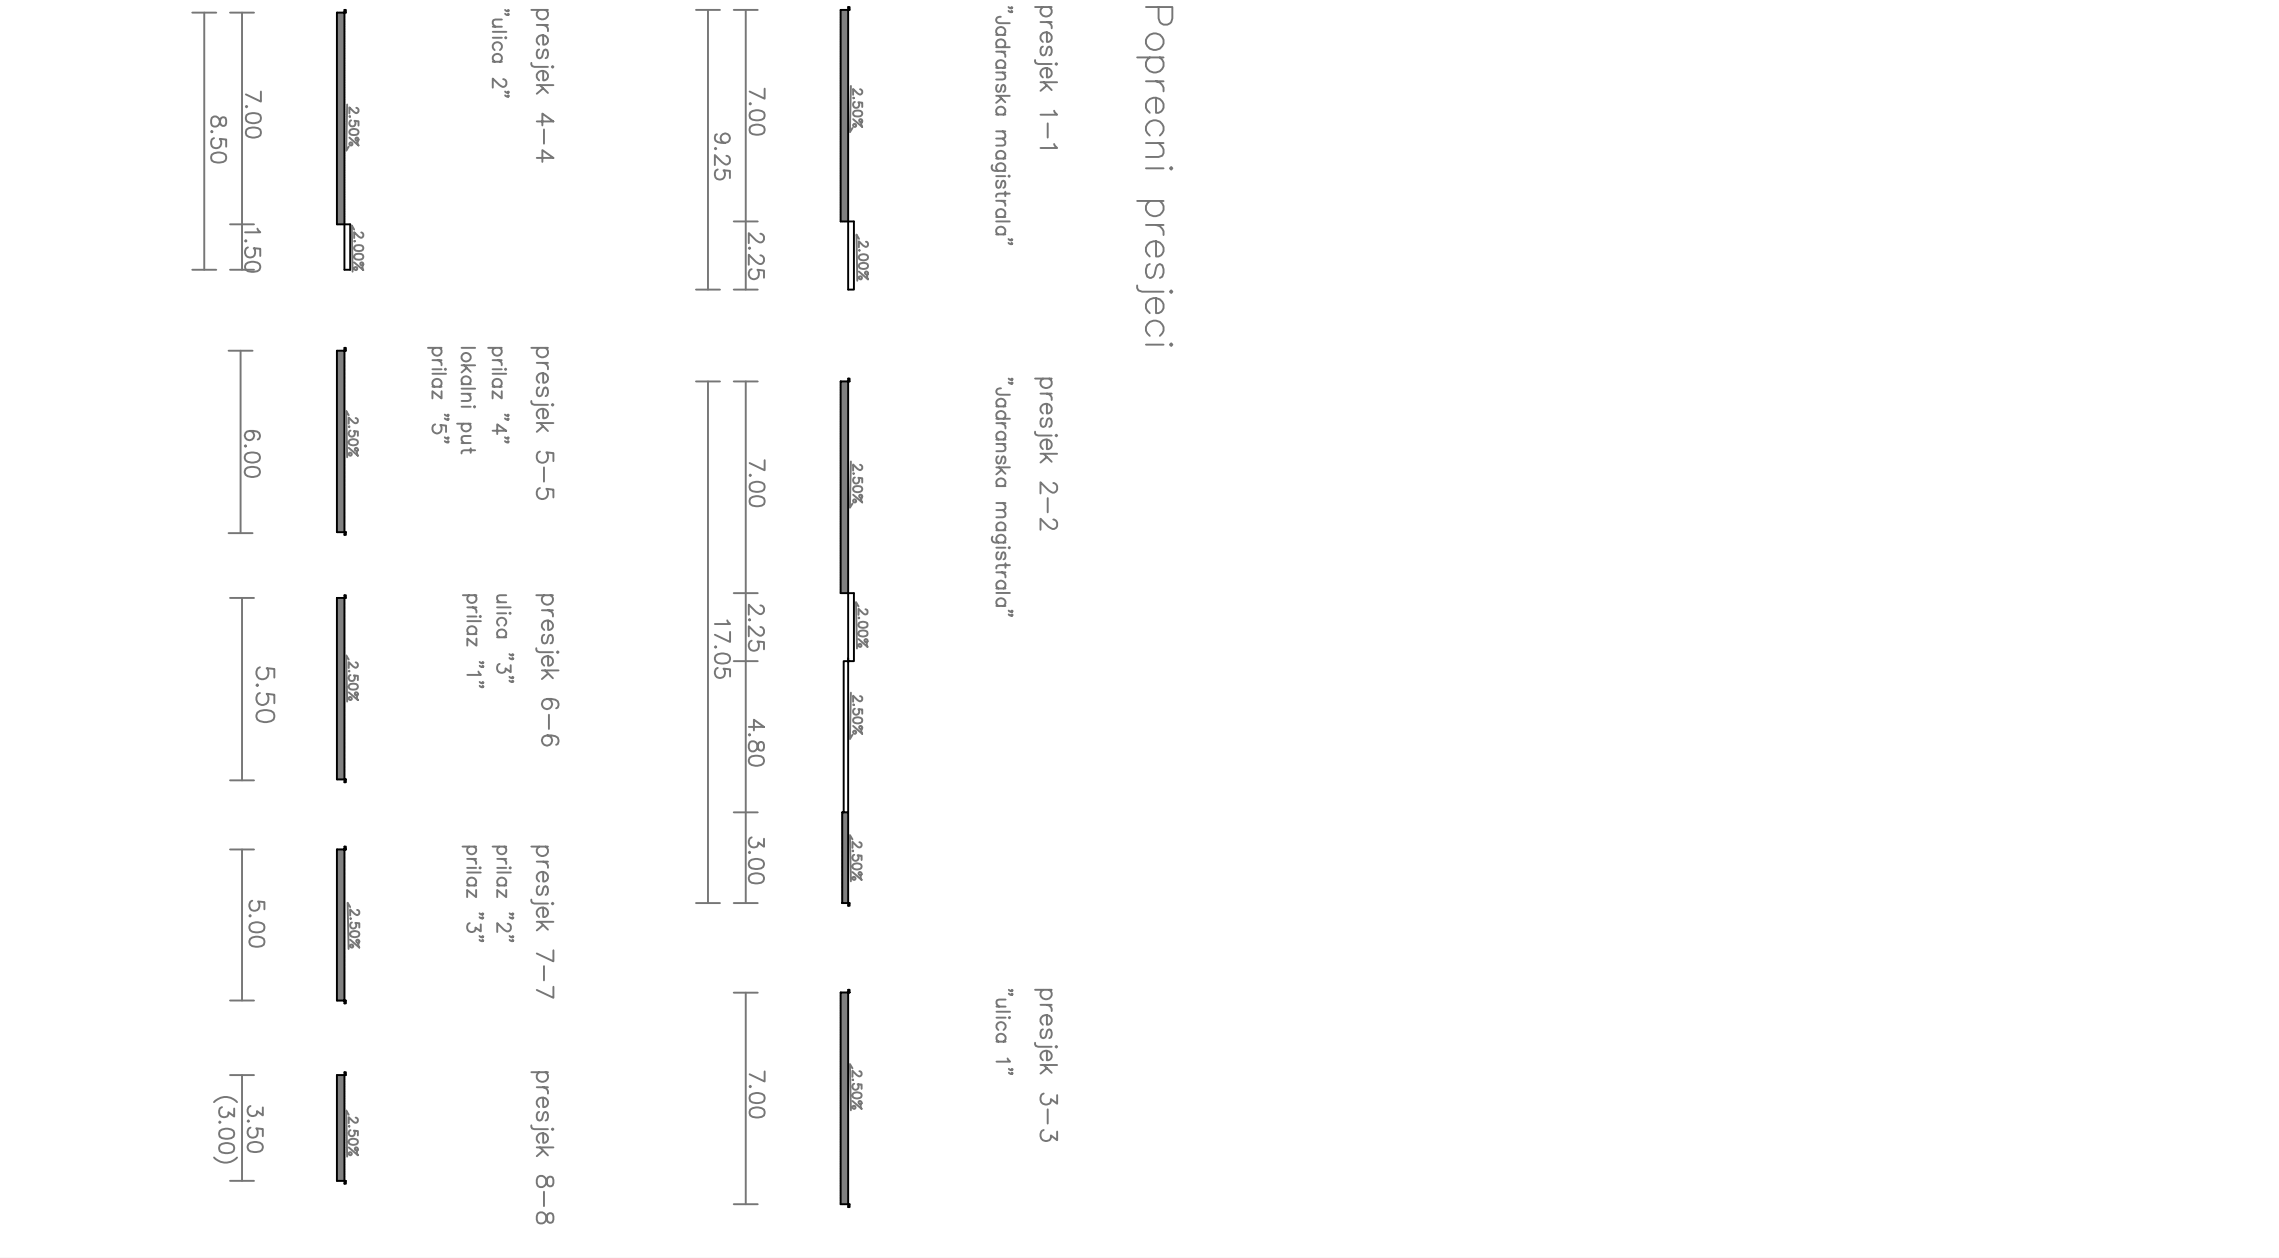 Poprecni presjeci
presjek 1–1
"Jadranska magistrala"
2.50%
2.00%
7.00
2.25
9.25
presjek 2–2
"Jadranska magistrala"
2.50%
2.00%
2.50%
2.50%
7.00
2.25
4.80
3.00
17.05
presjek 3–3
"ulica 1"
2.50%
7.00
presjek 4–4
"ulica 2"
2.50%
2.00%
7.00
1.50
8.50
presjek 5–5
prilaz "4"
lokalni put
prilaz "5"
2.50%
6.00
presjek 6–6
ulica "3"
prilaz "1"
2.50%
5.50
presjek 7–7
prilaz "2"
prilaz "3"
2.50%
5.00
presjek 8–8
2.50%
3.50
(3.00)